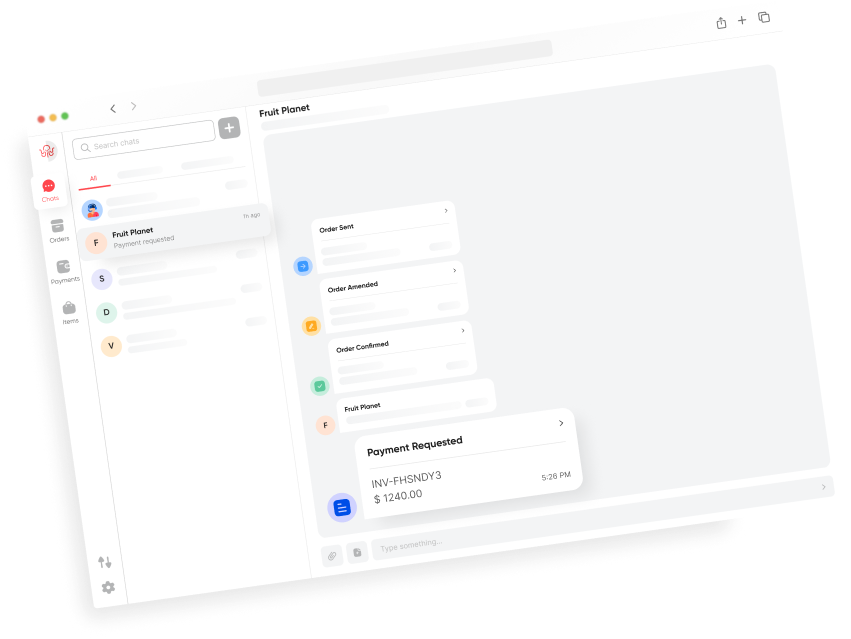 Fruit Planet
Search chats
All
Chats
Orders
Payments
Items
Fruit Planet
1h ago
Payment requested
F
S
D
V
Order Sent
Order Amended
Order Confirmed
Fruit Planet
F
Payment Requested
INV-FHSNDY3
$ 1240.00
5:26 PM
Type something...